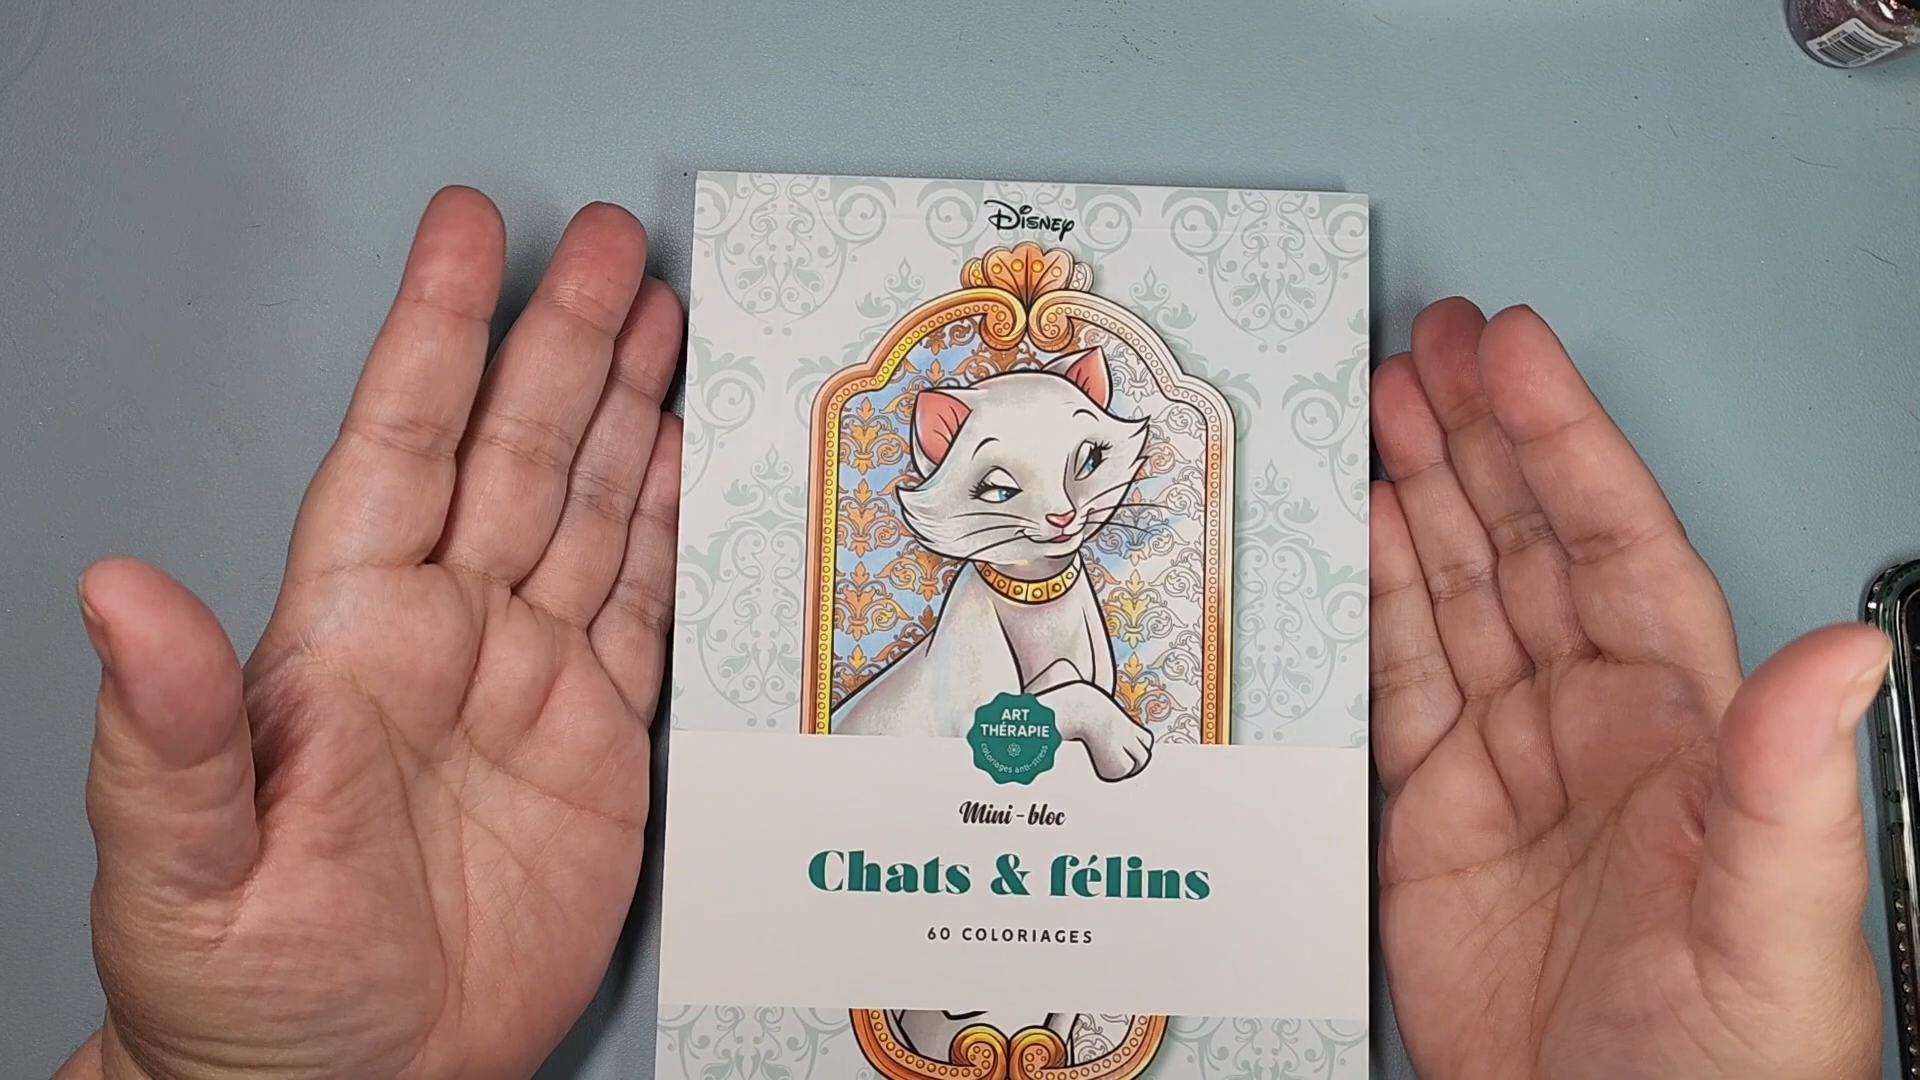 Disney
ART
THÉRAPIE
coloriages anti-stress
Mini-bloc
Chats & félins
60 COLORIAGES